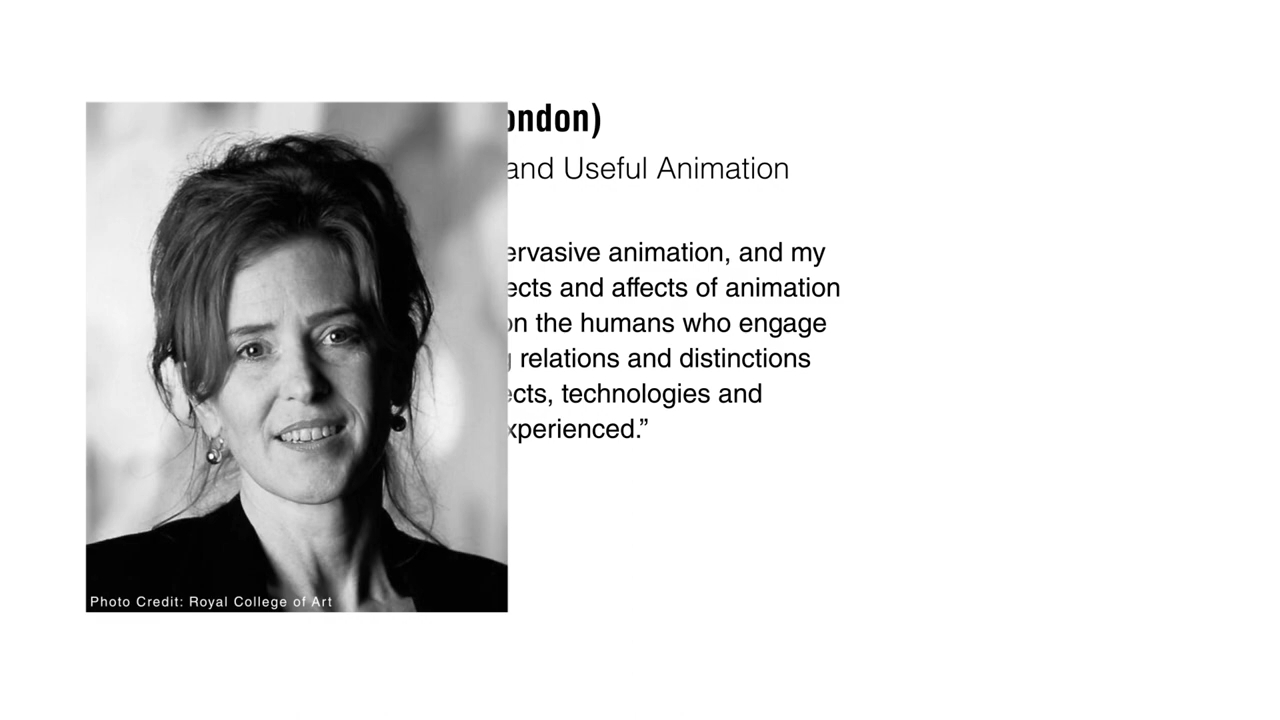 ondon)
and Useful Animation
ervasive animation, and my
ects and affects of animation
on the humans who engage
relations and distinctions
ects, technologies and
xperienced.”
Photo Credit: Royal College of Art